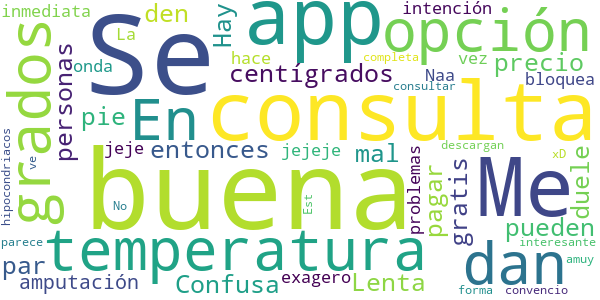 inmediata
La
den
Hay
app
intención
opción
Se
onda
hace
completa
vez
precio
centígrados
consultar
Naa
bloquea
grados
personas
pie
En
consulta
hipocondriacos
ve
jeje
entonces
jejeje
mal
problemas
descargan
xD
duele
buena
Me
gratis
pagar
No
Est
pueden
parece
temperatura
dan
interesante
par
amuy
amputación
Confusa
exagero
Lenta
forma
convencio